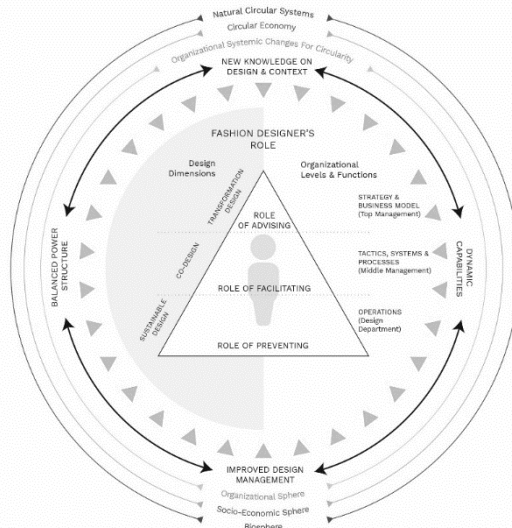 Natural Circular Systems
Circular Economy
Organizational Systemic Changes For Circularity
NEW KNOWLEDGE ON
DESIGN & CONTEXT
FASHION DESIGNER'S
ROLE
Design
Dimensions
Organizational
Levels & Functions
TRANSFORMATION
DESIGN
CO-DESIGN
SUSTAINABLE
DESIGN
ROLE
OF ADVISING
ROLE OF FACILITATING
ROLE OF PREVENTING
STRATEGY &
BUSINESS MODEL
(Top Management)
TACTICS, SYSTEMS &
PROCESSES
(Middle Management)
OPERATIONS
(Design
Department)
BALANCED POWER
STRUCTURE
DYNAMIC
CAPABILITIES
IMPROVED DESIGN
MANAGEMENT
Organizational Sphere
Socio-Economic Sphere
Biosphere